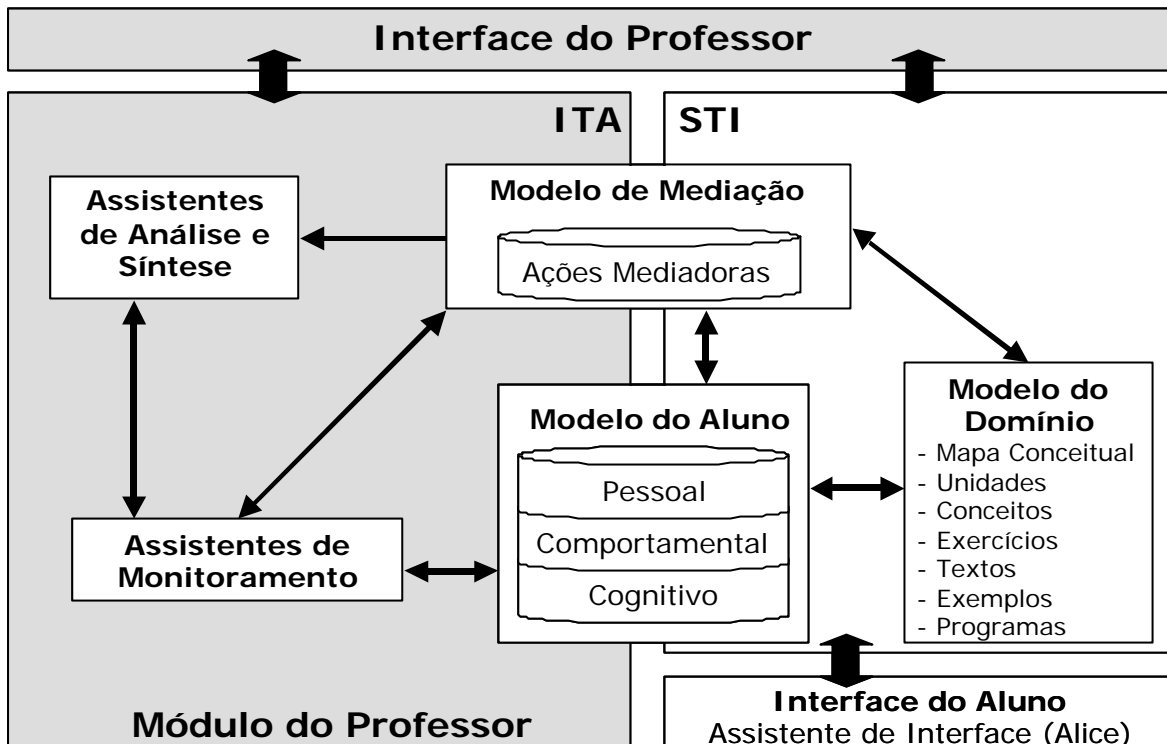 Interface do Professor
ITA
STI
Assistentes
de Análise e
Síntese
Modelo de Mediação
Ações Mediadoras
Modelo do Aluno
Pessoal
Comportamental
Cognitivo
Modelo do
Domínio
- Mapa Conceitual
- Unidades
- Conceitos
- Exercícios
- Textos
- Exemplos
- Programas
Assistentes de
Monitoramento
Módulo do Professor
Interface do Aluno
Assistente de Interface (Alice)